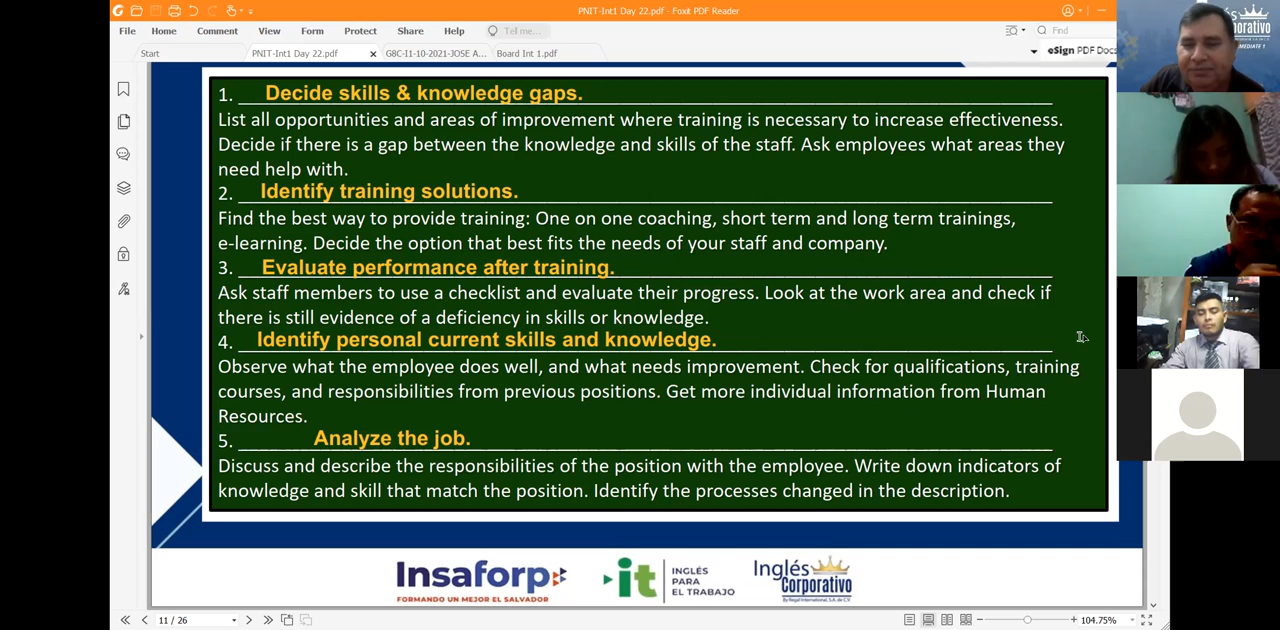 PNIT-Int1 Day 22.pdf - Foxit PDF Reader
File Home Comment View Form Protect Share Help Tell me... Find
Start PNIT-Int1 Day 22.pdf G8C-I1-10-2021-JOSE A... Board Int 1.pdf eSign PDF Docs
1. Decide skills & knowledge gaps.
List all opportunities and areas of improvement where training is necessary to increase effectiveness.
Decide if there is a gap between the knowledge and skills of the staff. Ask employees what areas they
need help with.
2. Identify training solutions.
Find the best way to provide training: One on one coaching, short term and long term trainings,
e-learning. Decide the option that best fits the needs of your staff and company.
3. Evaluate performance after training.
Ask staff members to use a checklist and evaluate their progress. Look at the work area and check if
there is still evidence of a deficiency in skills or knowledge.
4. Identify personal current skills and knowledge.
Observe what the employee does well, and what needs improvement. Check for qualifications, training
courses, and responsibilities from previous positions. Get more individual information from Human
Resources.
5. Analyze the job.
Discuss and describe the responsibilities of the position with the employee. Write down indicators of
knowledge and skill that match the position. Identify the processes changed in the description.
Insaforp
FORMANDO UN MEJOR EL SALVADOR
it
INGLÉS
PARA
EL TRABAJO
Inglés
Corporativo
By Regal International, S.A. de C.V.
11 / 26
104.75%